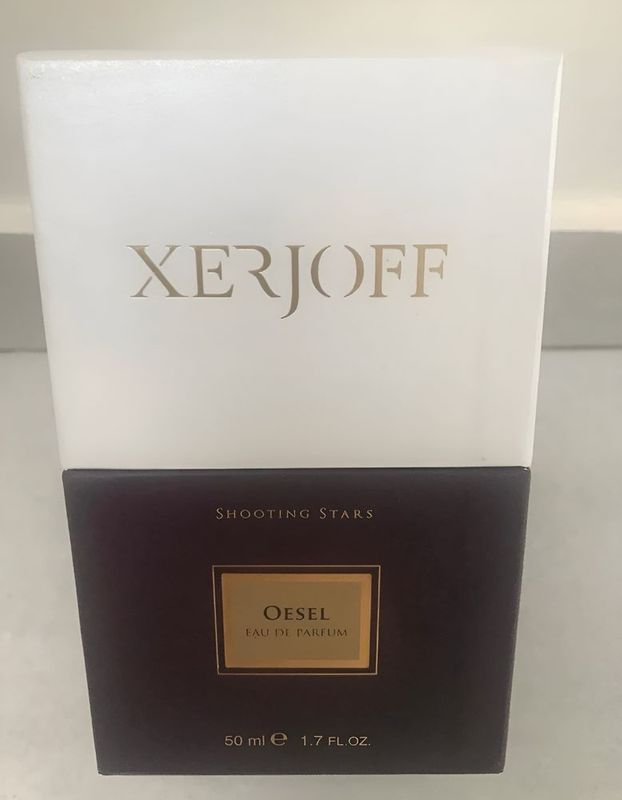 XERJOFF
SHOOTING STARS
OESEL
EAU DE PARFUM
50 ml ℮ 1.7 FL.OZ.